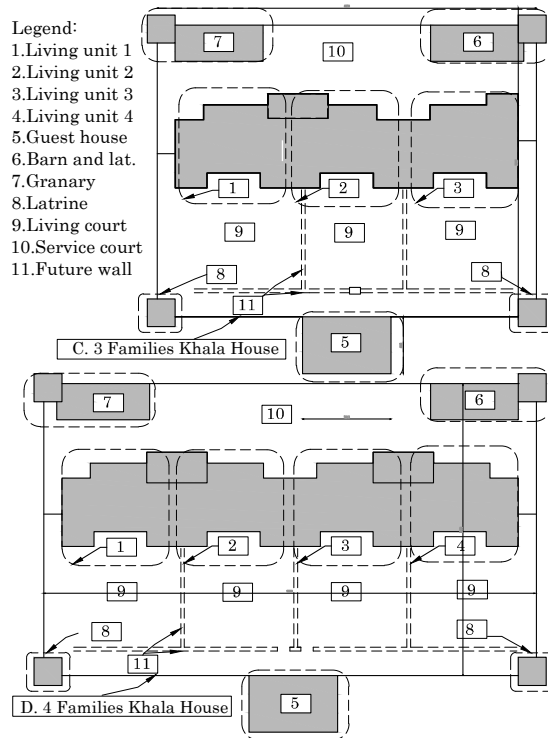 Legend:
1.Living unit 1
2.Living unit 2
3.Living unit 3
4.Living unit 4
5.Guest house
6.Barn and lat.
7.Granary
8.Latrine
9.Living court
10.Service court
11.Future wall
7
6
10
1
2
3
9
9
9
8
8
11
C. 3 Families Khala House
5
7
6
10
1
2
3
4
9
9
9
9
8
8
11
D. 4 Families Khala House
5